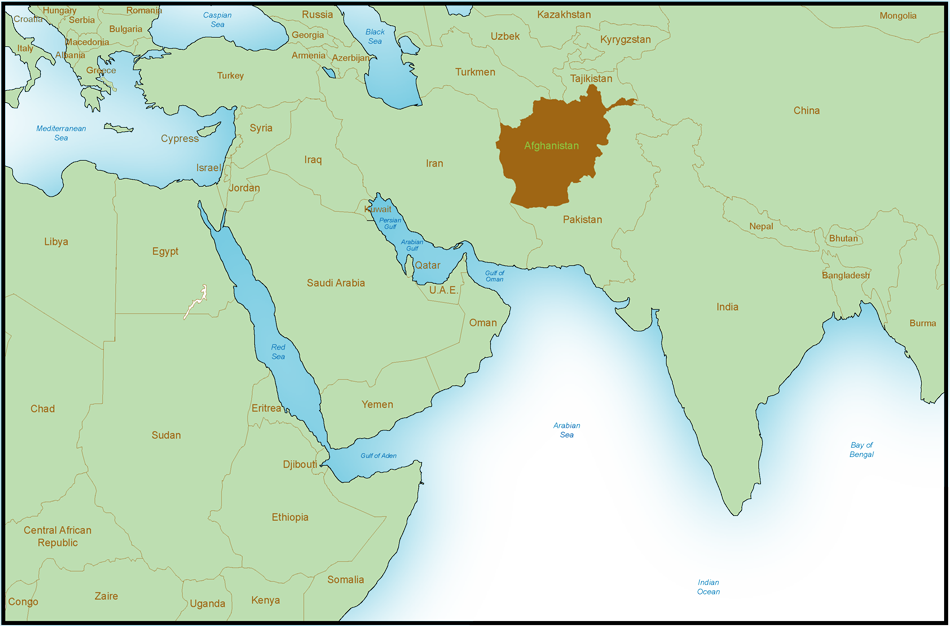 Hungary
Romania
Caspian
Sea
Russia
Kazakhstan
Mongolia
Croatia
Serbia
Bulgaria
Georgia
Black
Sea
Uzbek
Kyrygzstan
Italy
Macedonia
Albania
Armenia
Azerbijan
Greece
Turkey
Turkmen
Tajikistan
China
Mediterranean
Sea
Cypress
Syria
Afghanistan
Israel
Iraq
Iran
Jordan
Kuwait
Persian
Gulf
Pakistan
Nepal
Bhutan
Libya
Egypt
Arabian
Gulf
Qatar
Gulf of
Oman
Bangladesh
Saudi Arabia
U.A.E.
India
Oman
Burma
Red
Sea
Chad
Eritrea
Yemen
Sudan
Arabian
Sea
Bay of
Bengal
Djibouti
Gulf of Aden
Ethiopia
Central African
Republic
Somalia
Indian
Ocean
Congo
Zaire
Uganda
Kenya